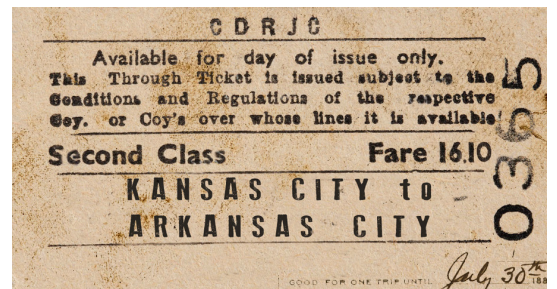 CDRJC
Available for day of issue only.
This Through Ticket is issued subject to the
Conditions and Regulations of the respective
Coy. or Coy's over whose lines it is available
Second Class Fare 16.10
KANSAS CITY to
ARKANSAS CITY
GOOD FOR ONE TRIP UNTIL July 30th 188
0365